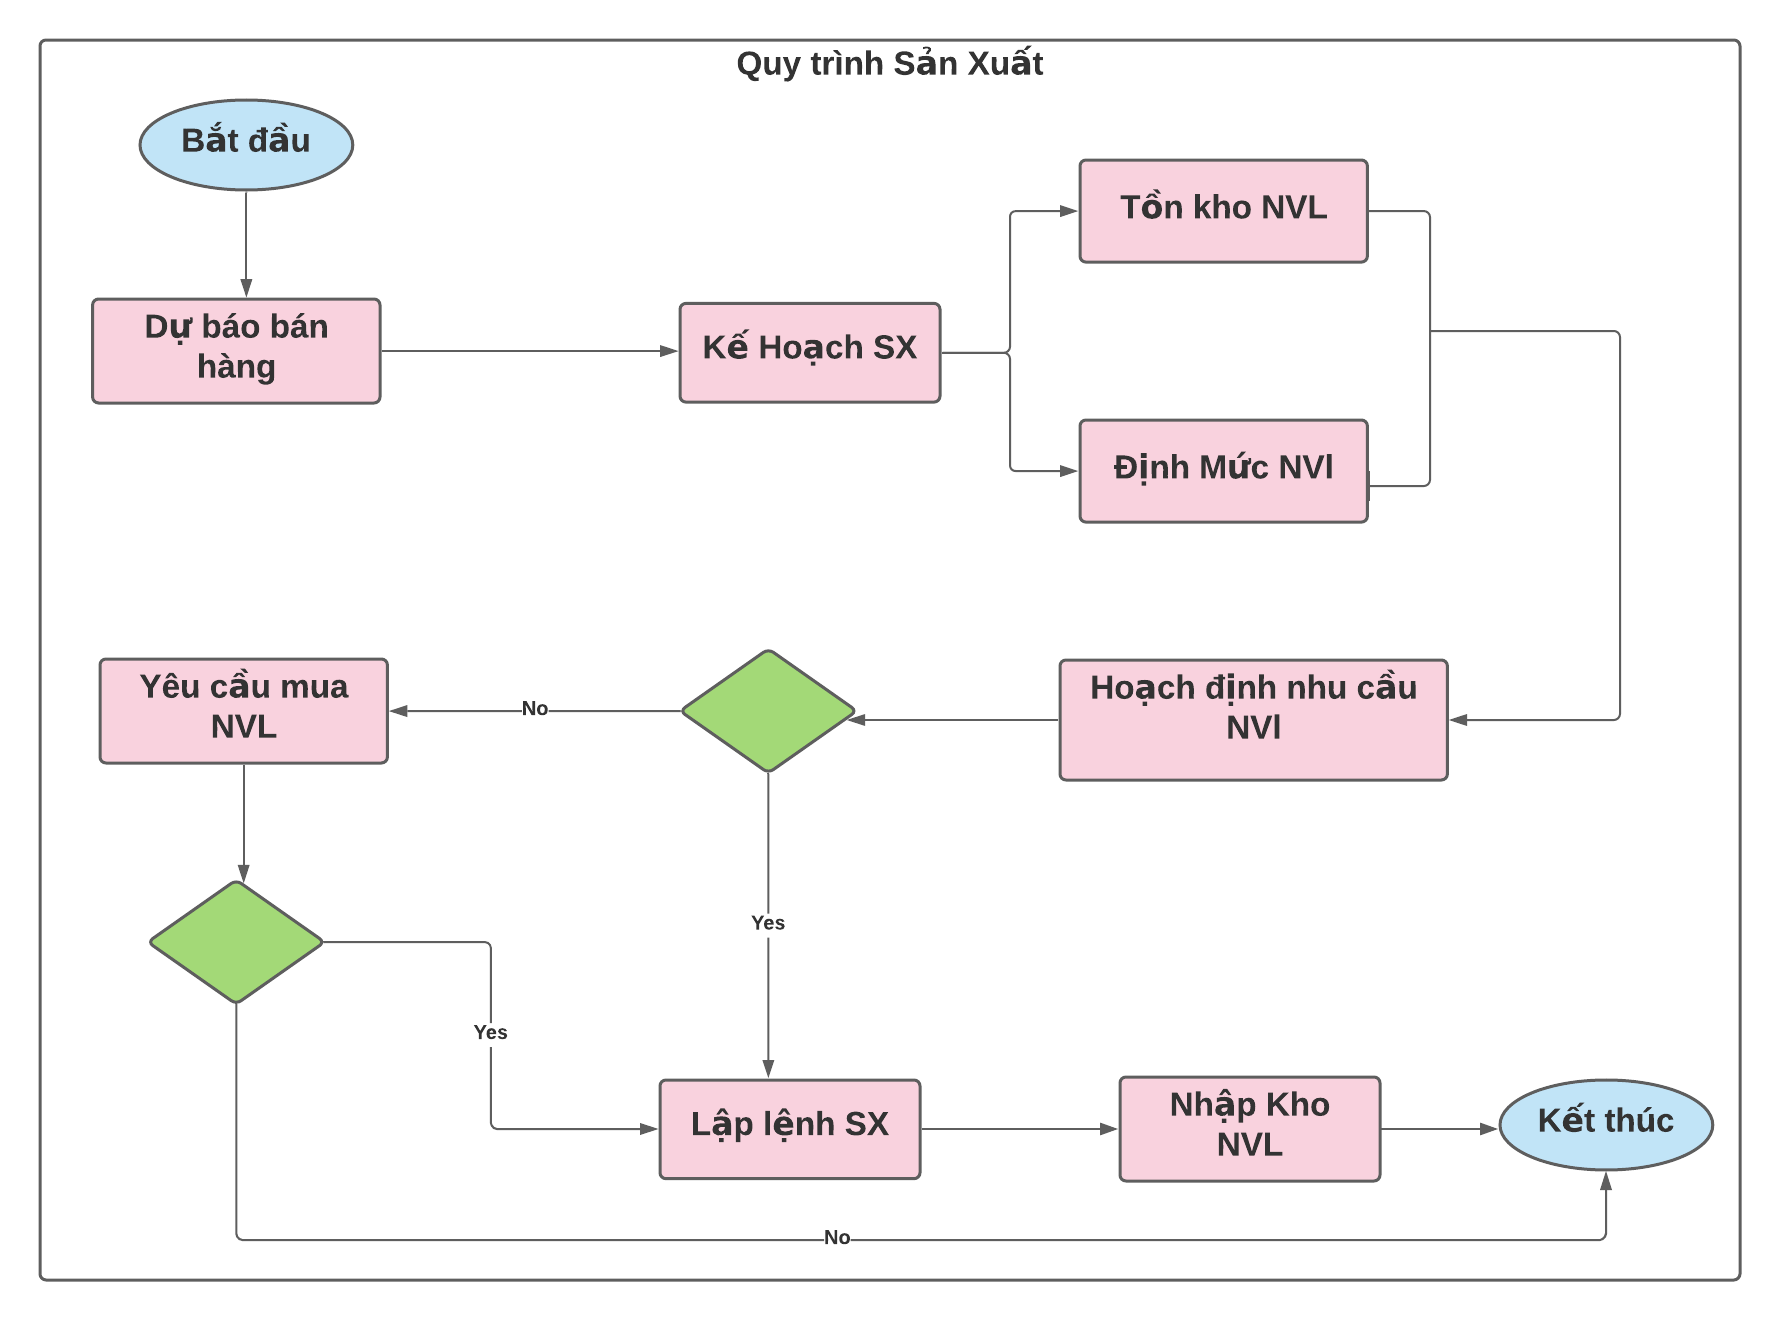 Quy trình Sản Xuất
Bắt đầu
Tồn kho NVL
Dự báo bán
hàng
Kế Hoạch SX
Định Mức NVl
Yêu cầu mua
NVL
No
Hoạch định nhu cầu
NVl
Yes
Yes
Lập lệnh SX
Nhập Kho
NVL
Kết thúc
No